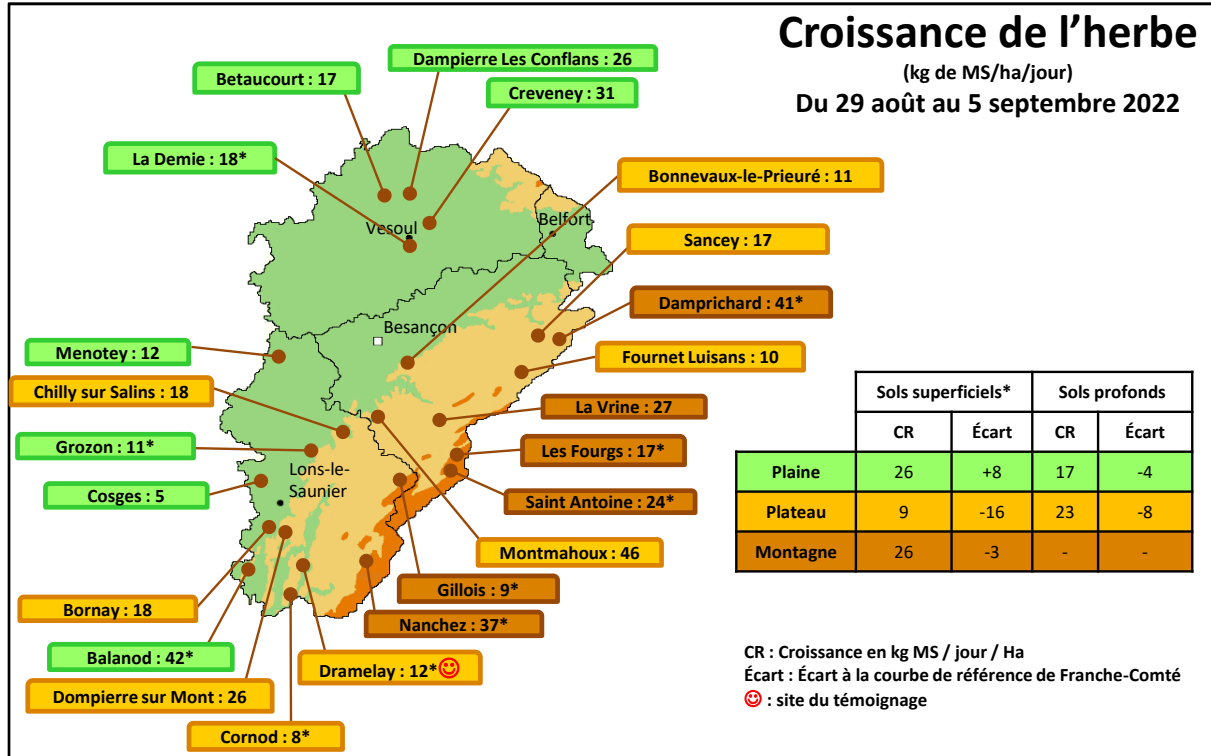 Croissance de l’herbe
(kg de MS/ha/jour)
Du 29 août au 5 septembre 2022
Dampierre Les Conflans : 26
Betaucourt : 17
Creveney : 31
La Demie : 18*
Bonnevaux-le-Prieuré : 11
Vesoul
Belfort
Sancey : 17
Damprichard : 41*
Besançon
Menotey : 12
Fournet Luisans : 10
Chilly sur Salins : 18
La Vrine : 27
Grozon : 11*
Les Fourgs : 17*
Lons-le-
Saunier
Cosges : 5
Saint Antoine : 24*
Montmahoux : 46
Gillois : 9*
Bornay : 18
Nanchez : 37*
Balanod : 42*
Dramelay : 12*
Dompierre sur Mont : 26
Cornod : 8*
Sols superficiels* Sols profonds
CR Écart CR Écart
Plaine 26 +8 17 -4
Plateau 9 -16 23 -8
Montagne 26 -3 - -
CR : Croissance en kg MS / jour / Ha
Écart : Écart à la courbe de référence de Franche-Comté
: site du témoignage